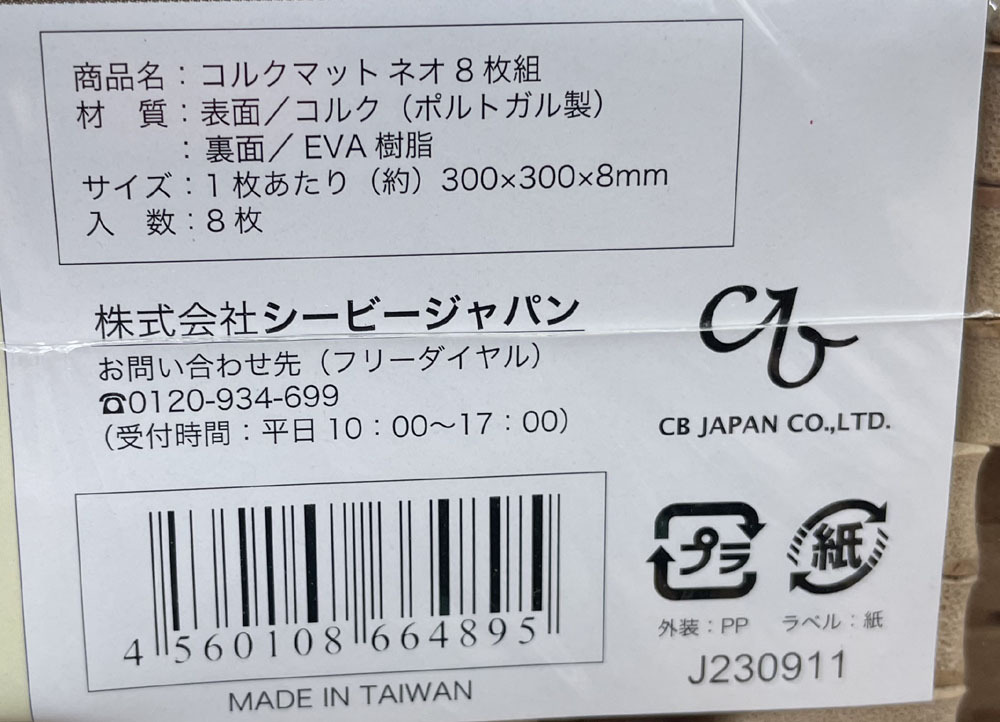 商品名：コルクマット ネオ 8 枚組
材　質：表面／コルク（ポルトガル製）
：裏面／ EVA 樹脂
サイズ：1 枚あたり（約）300×300×8mm
入　数：8 枚
株式会社シービージャパン
お問い合わせ先（フリーダイヤル）
☎0120-934-699
（受付時間：平日 10：00～17：00）
Cb
CB JAPAN CO.,LTD.
プラ
紙
外装：PP
ラベル：紙
J230911
4 560108 664895
MADE IN TAIWAN